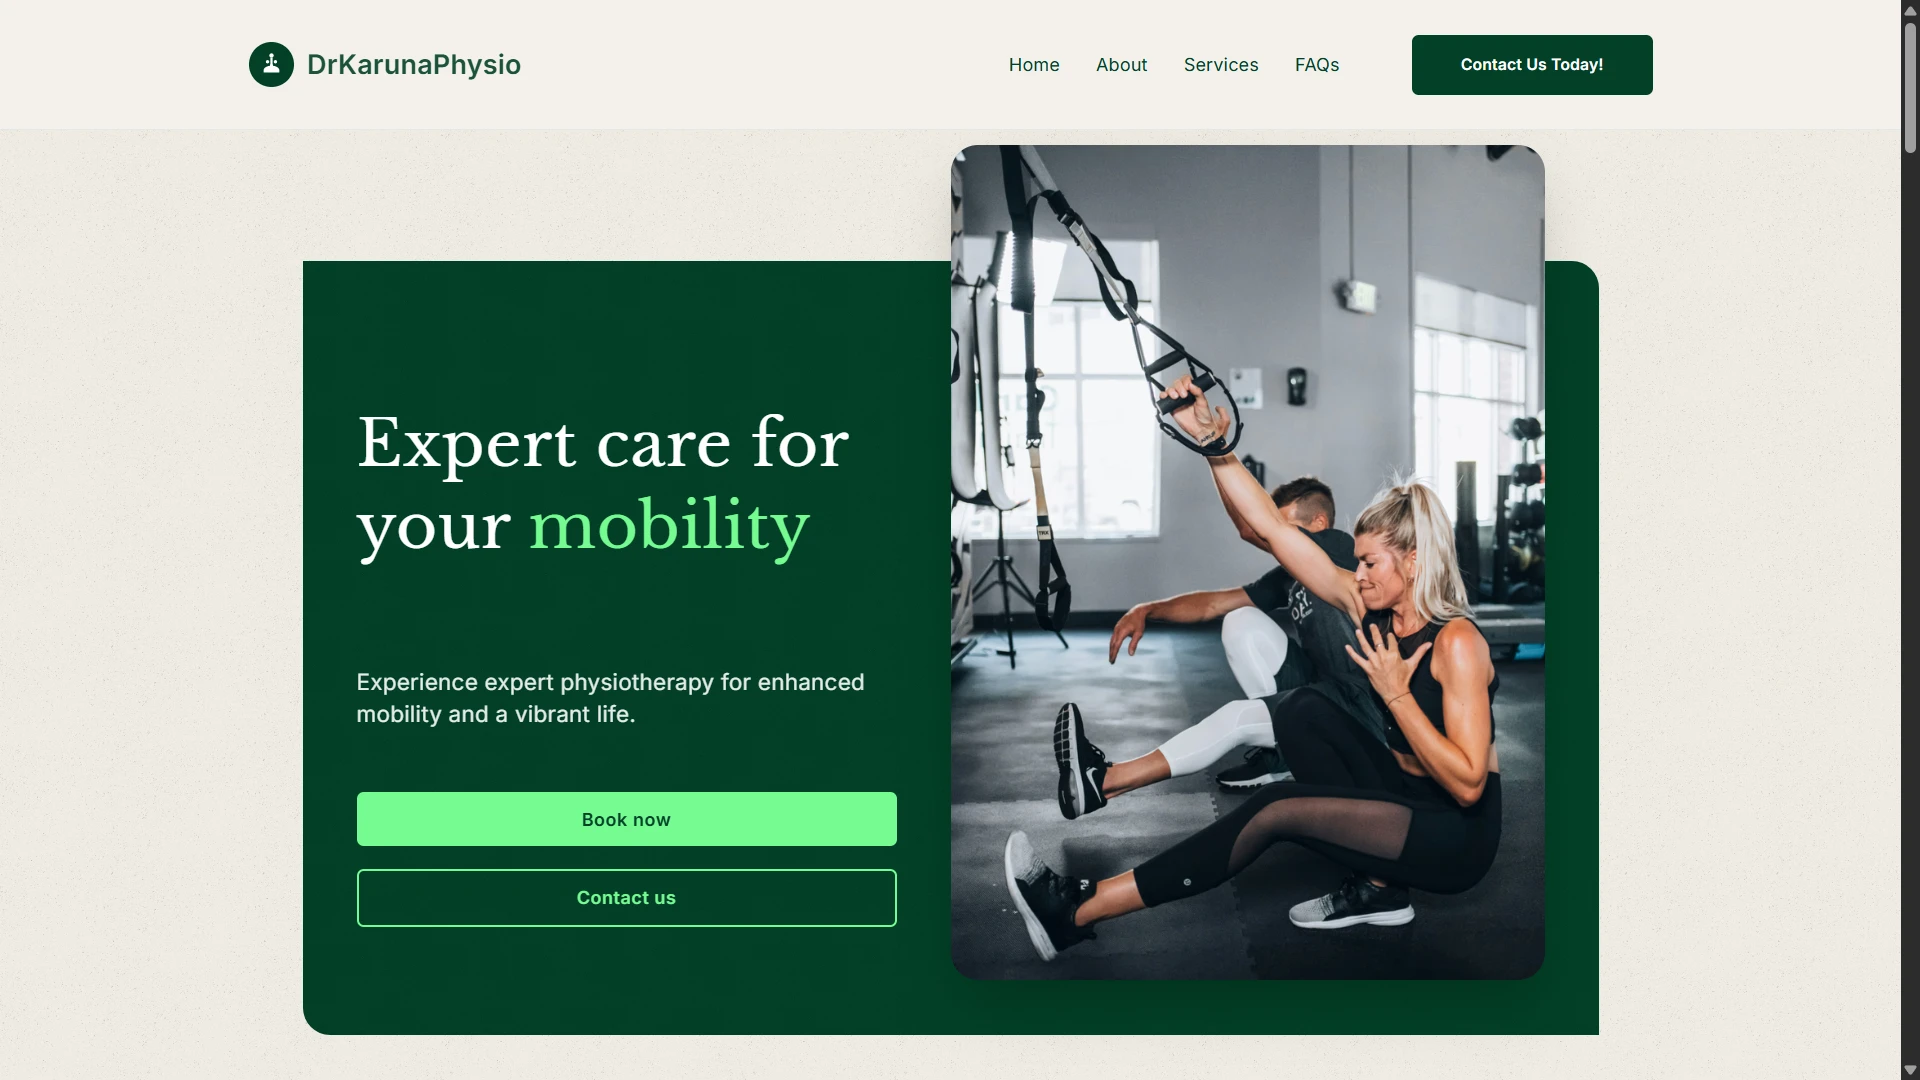 DrKarunaPhysio
Home
About
Services
FAQs
Contact Us Today!
Expert care for
your mobility
Experience expert physiotherapy for enhanced
mobility and a vibrant life.
Book now
Contact us